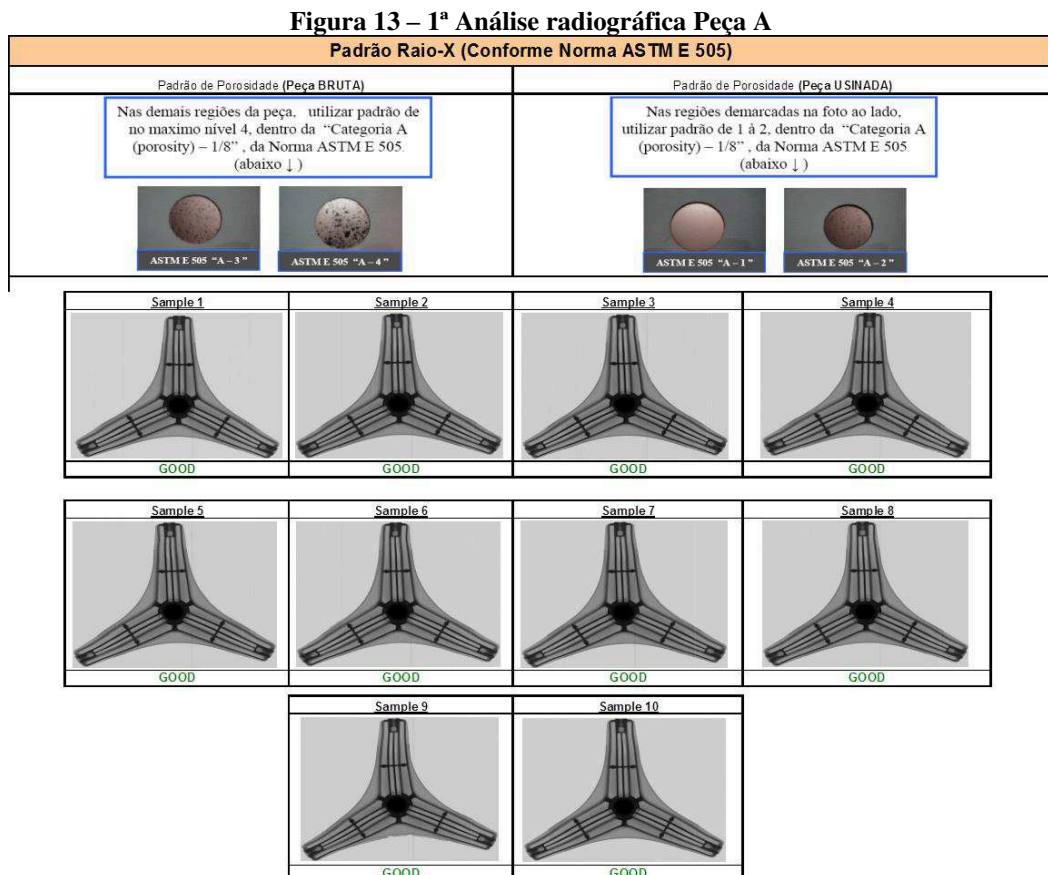 Figura 13 – 1ª Análise radiográfica Peça A
Padrão Raio-X (Conforme Norma ASTM E 505)
Padrão de Porosidade (Peça BRUTA)
Nas demais regiões da peça, utilizar padrão de
no maximo nível 4, dentro da “Categoria A
(porosity) – 1/8” , da Norma ASTM E 505
(abaixo ↓ )
ASTM E 505 “A – 3 ”
ASTM E 505 “A – 4”
Padrão de Porosidade (Peça USINADA)
Nas regiões demarcadas na foto ao lado,
utilizar padrão de 1 à 2, dentro da “Categoria A
(porosity) – 1/8” , da Norma ASTM E 505
(abaixo ↓ )
ASTM E 505 “A – 1 ”
ASTM E 505 “A – 2 ”
Sample 1
Sample 2
Sample 3
Sample 4
GOOD
GOOD
GOOD
GOOD
Sample 5
Sample 6
Sample 7
Sample 8
GOOD
GOOD
GOOD
GOOD
Sample 9
Sample 10
GOOD
GOOD